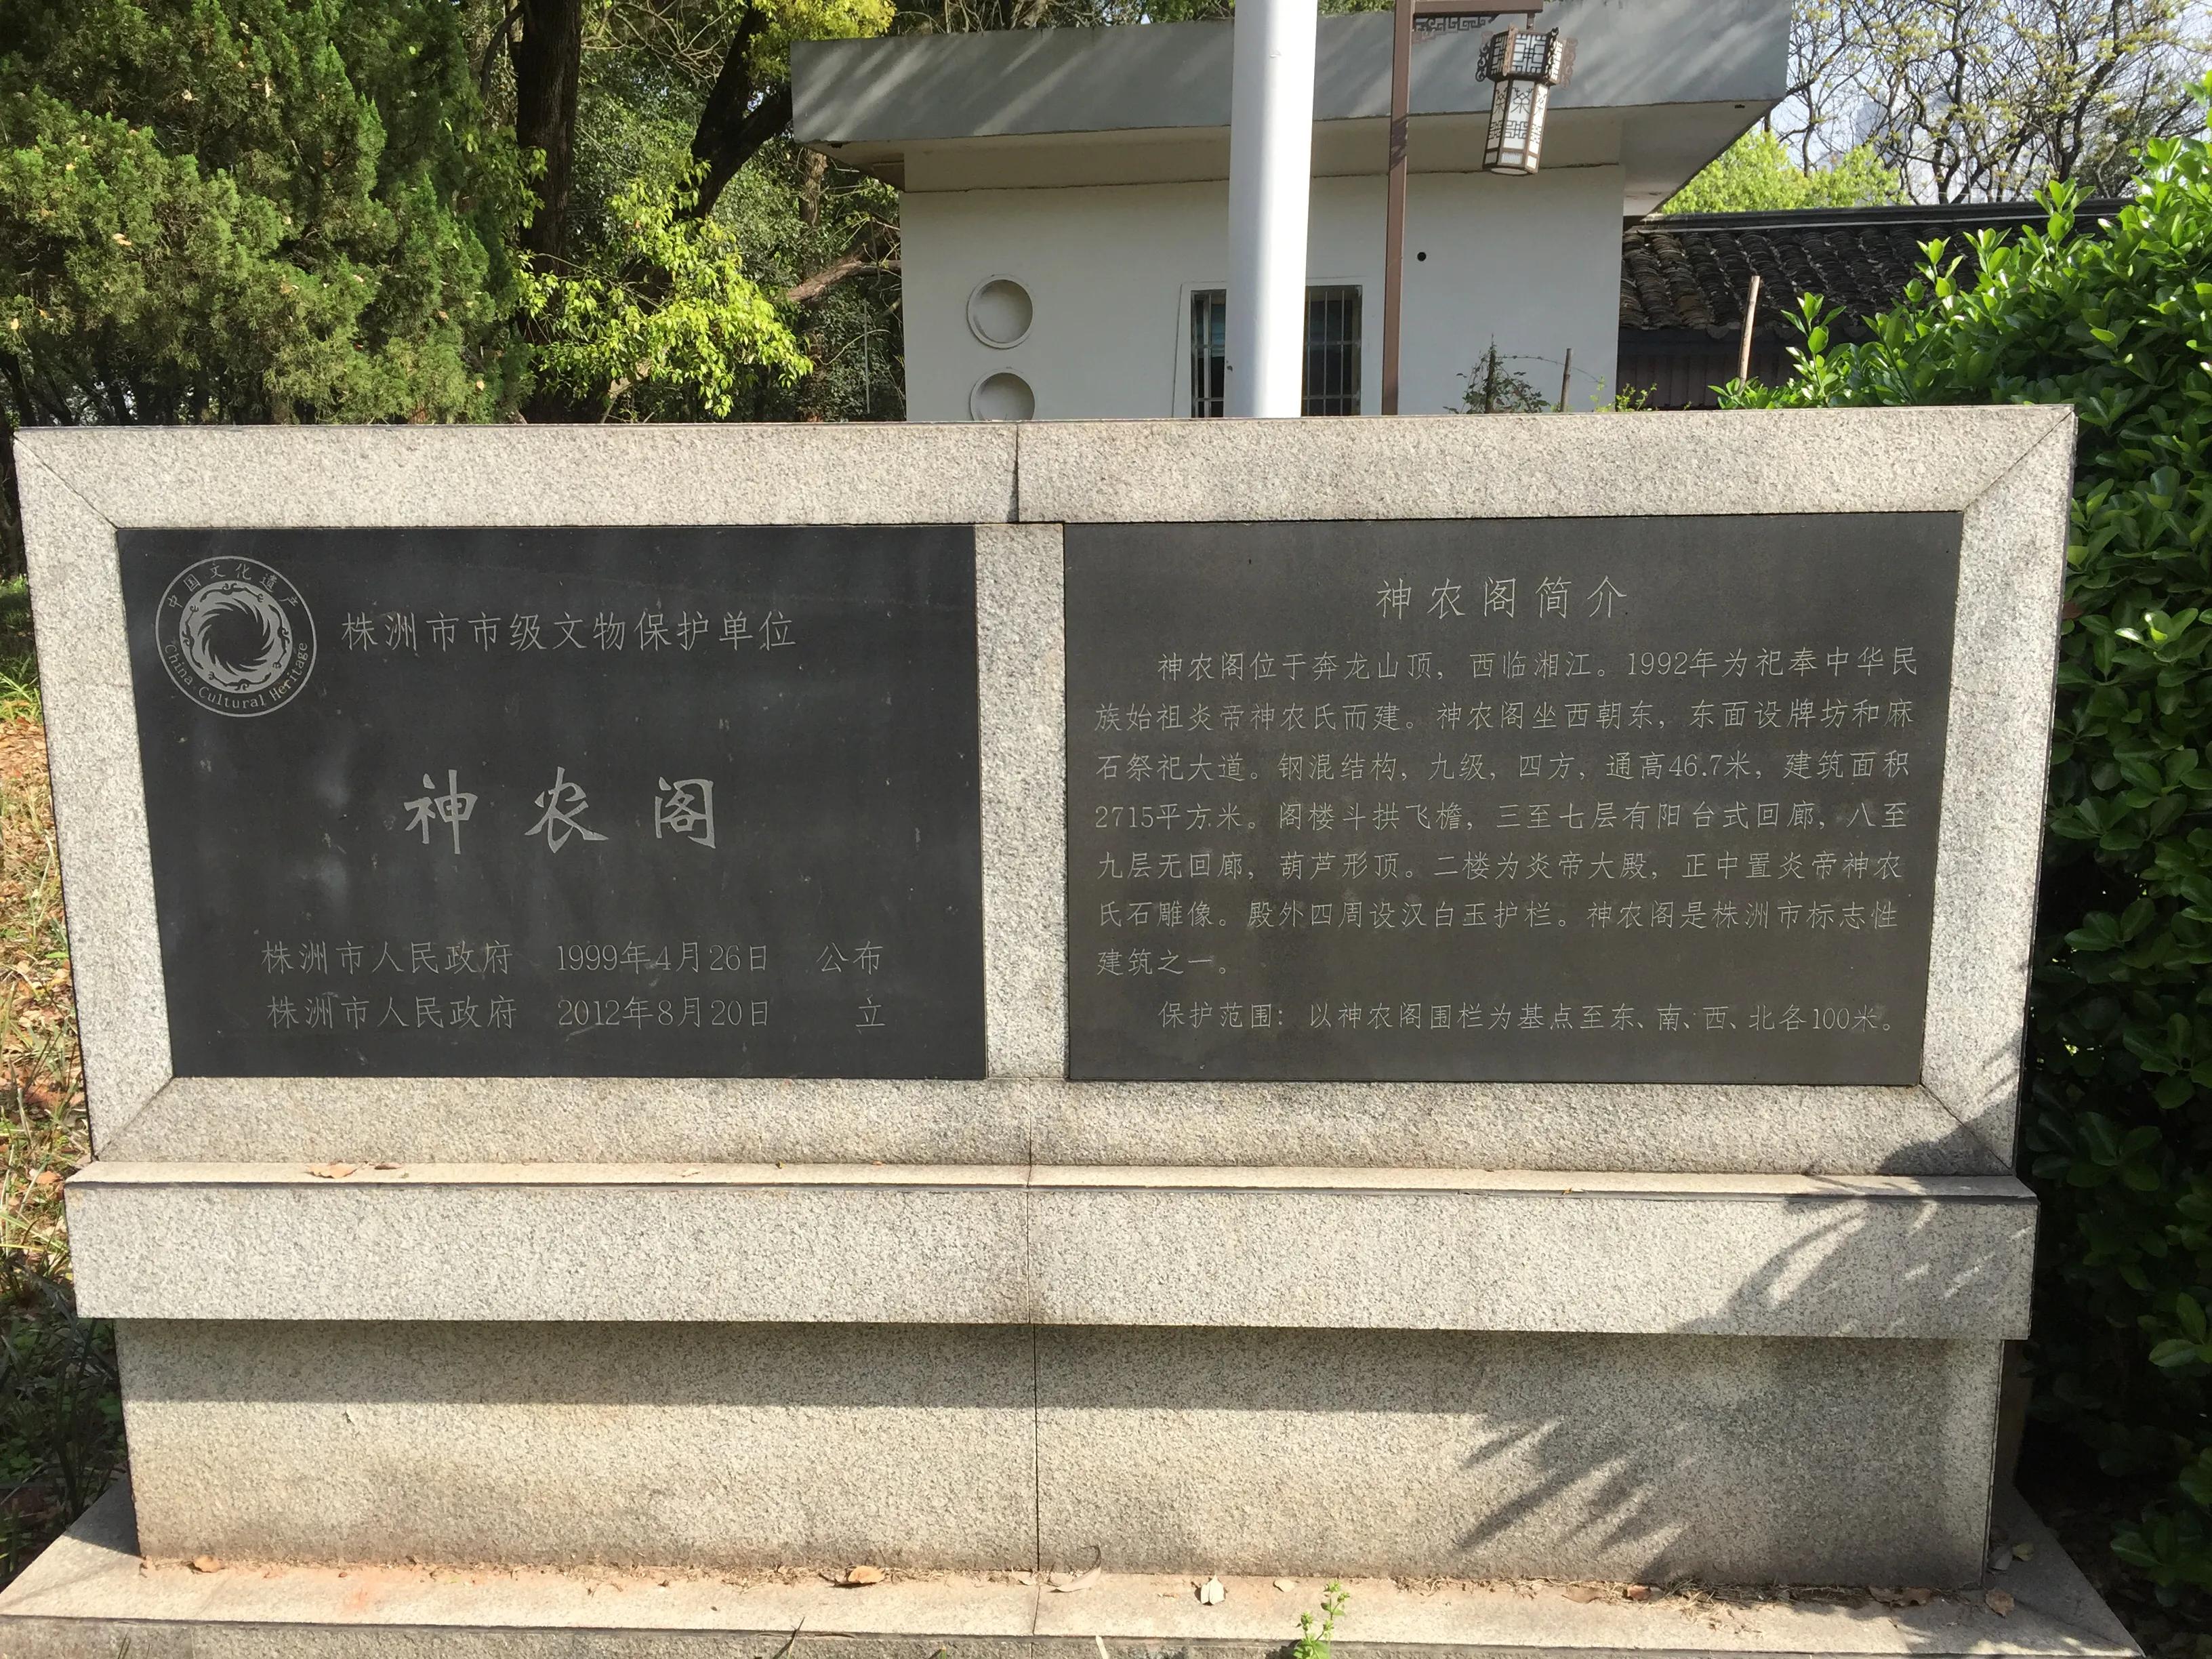 中国文化遗产
China · Cultural Heritage
株洲市市级文物保护单位
神农阁
株洲市人民政府 1999年4月26日 公布
株洲市人民政府 2012年8月20日 立
神农阁简介
神农阁位于奔龙山顶，西临湘江。1992年为祀奉中华民
族始祖炎帝神农氏而建。神农阁坐西朝东，东面设牌坊和麻
石祭祀大道。钢混结构，九级，四方，通高46.7米，建筑面积
2715平方米。阁楼斗拱飞檐，三至七层有阳台式回廊，八至
九层无回廊，葫芦形顶。二楼为炎帝大殿，正中置炎帝神农
氏石雕像。殿外四周设汉白玉护栏。神农阁是株洲市标志性
建筑之一。
保护范围：以神农阁围栏为基点至东、南、西、北各100米。